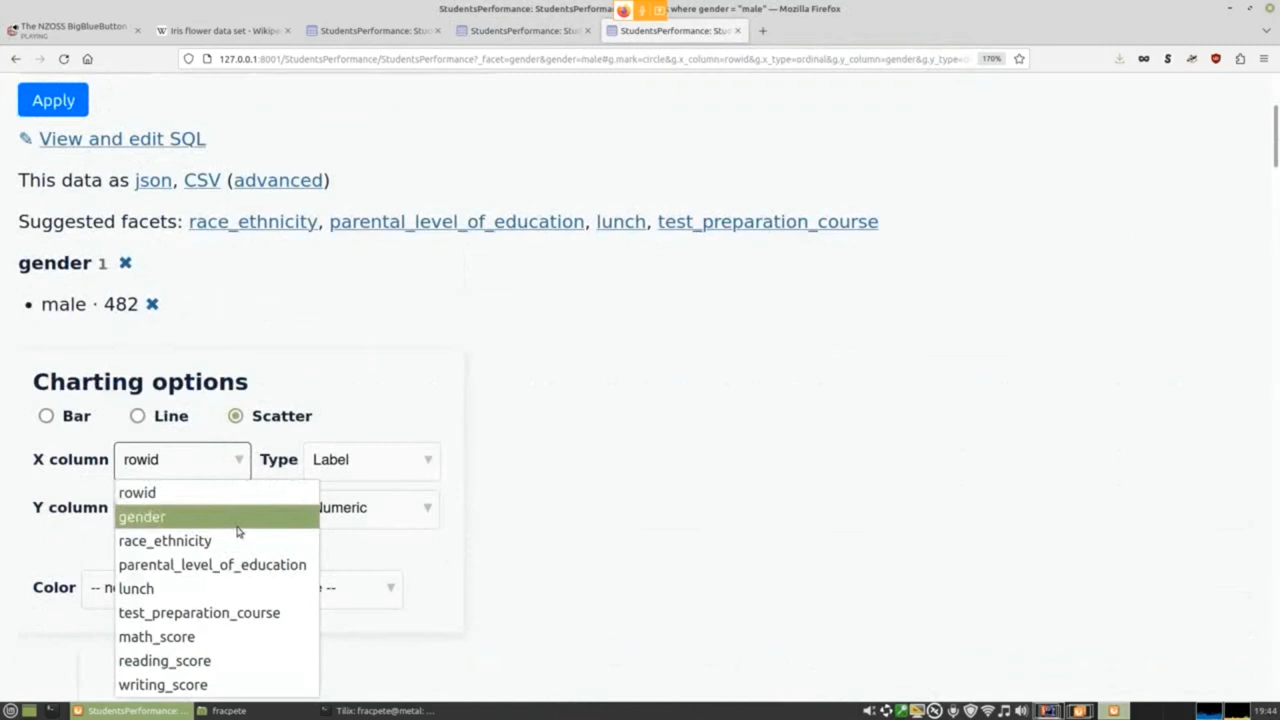 StudentsPerformance: StudentsPerforma where gender = "male" — Mozilla Firefox
The NZOSS BigBlueButton
PLAYING
Iris flower data set - Wikipe
StudentsPerformance: Stu
StudentsPerformance: Stu
StudentsPerformance: Stu
127.0.0.1:8001/StudentsPerformance/StudentsPerformance?_facet=gender&gender=male#g.mark=circle&g.x_column=rowid&g.x_type=ordinal&g.y_column=gender&g.y_type=
170%
Apply
View and edit SQL
This data as json, CSV (advanced)
Suggested facets: race_ethnicity, parental_level_of_education, lunch, test_preparation_course
gender 1 ✖
• male · 482 ✖
Charting options
Bar Line Scatter
X column rowid Type Label
rowid
Y column Numeric
gender
race_ethnicity
parental_level_of_education
Color -- n e --
lunch
test_preparation_course
math_score
reading_score
writing_score
StudentsPerformance: ... fracpete Tilix: fracpete@metal: ... 19:44